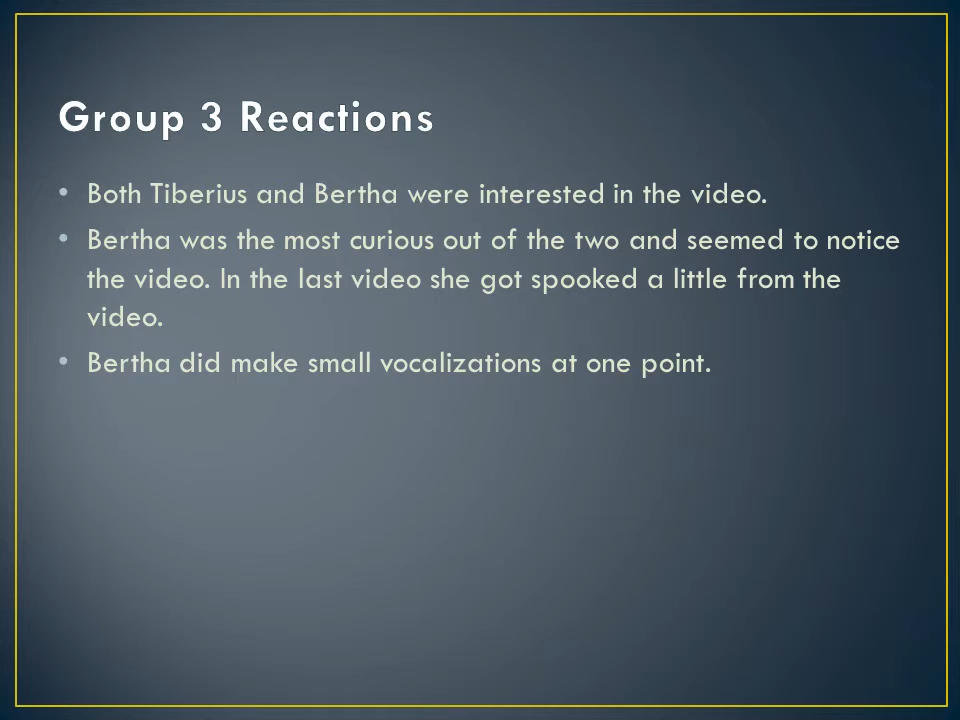 Group 3 Reactions
• Both Tiberius and Bertha were interested in the video.
• Bertha was the most curious out of the two and seemed to notice
the video. In the last video she got spooked a little from the
video.
• Bertha did make small vocalizations at one point.